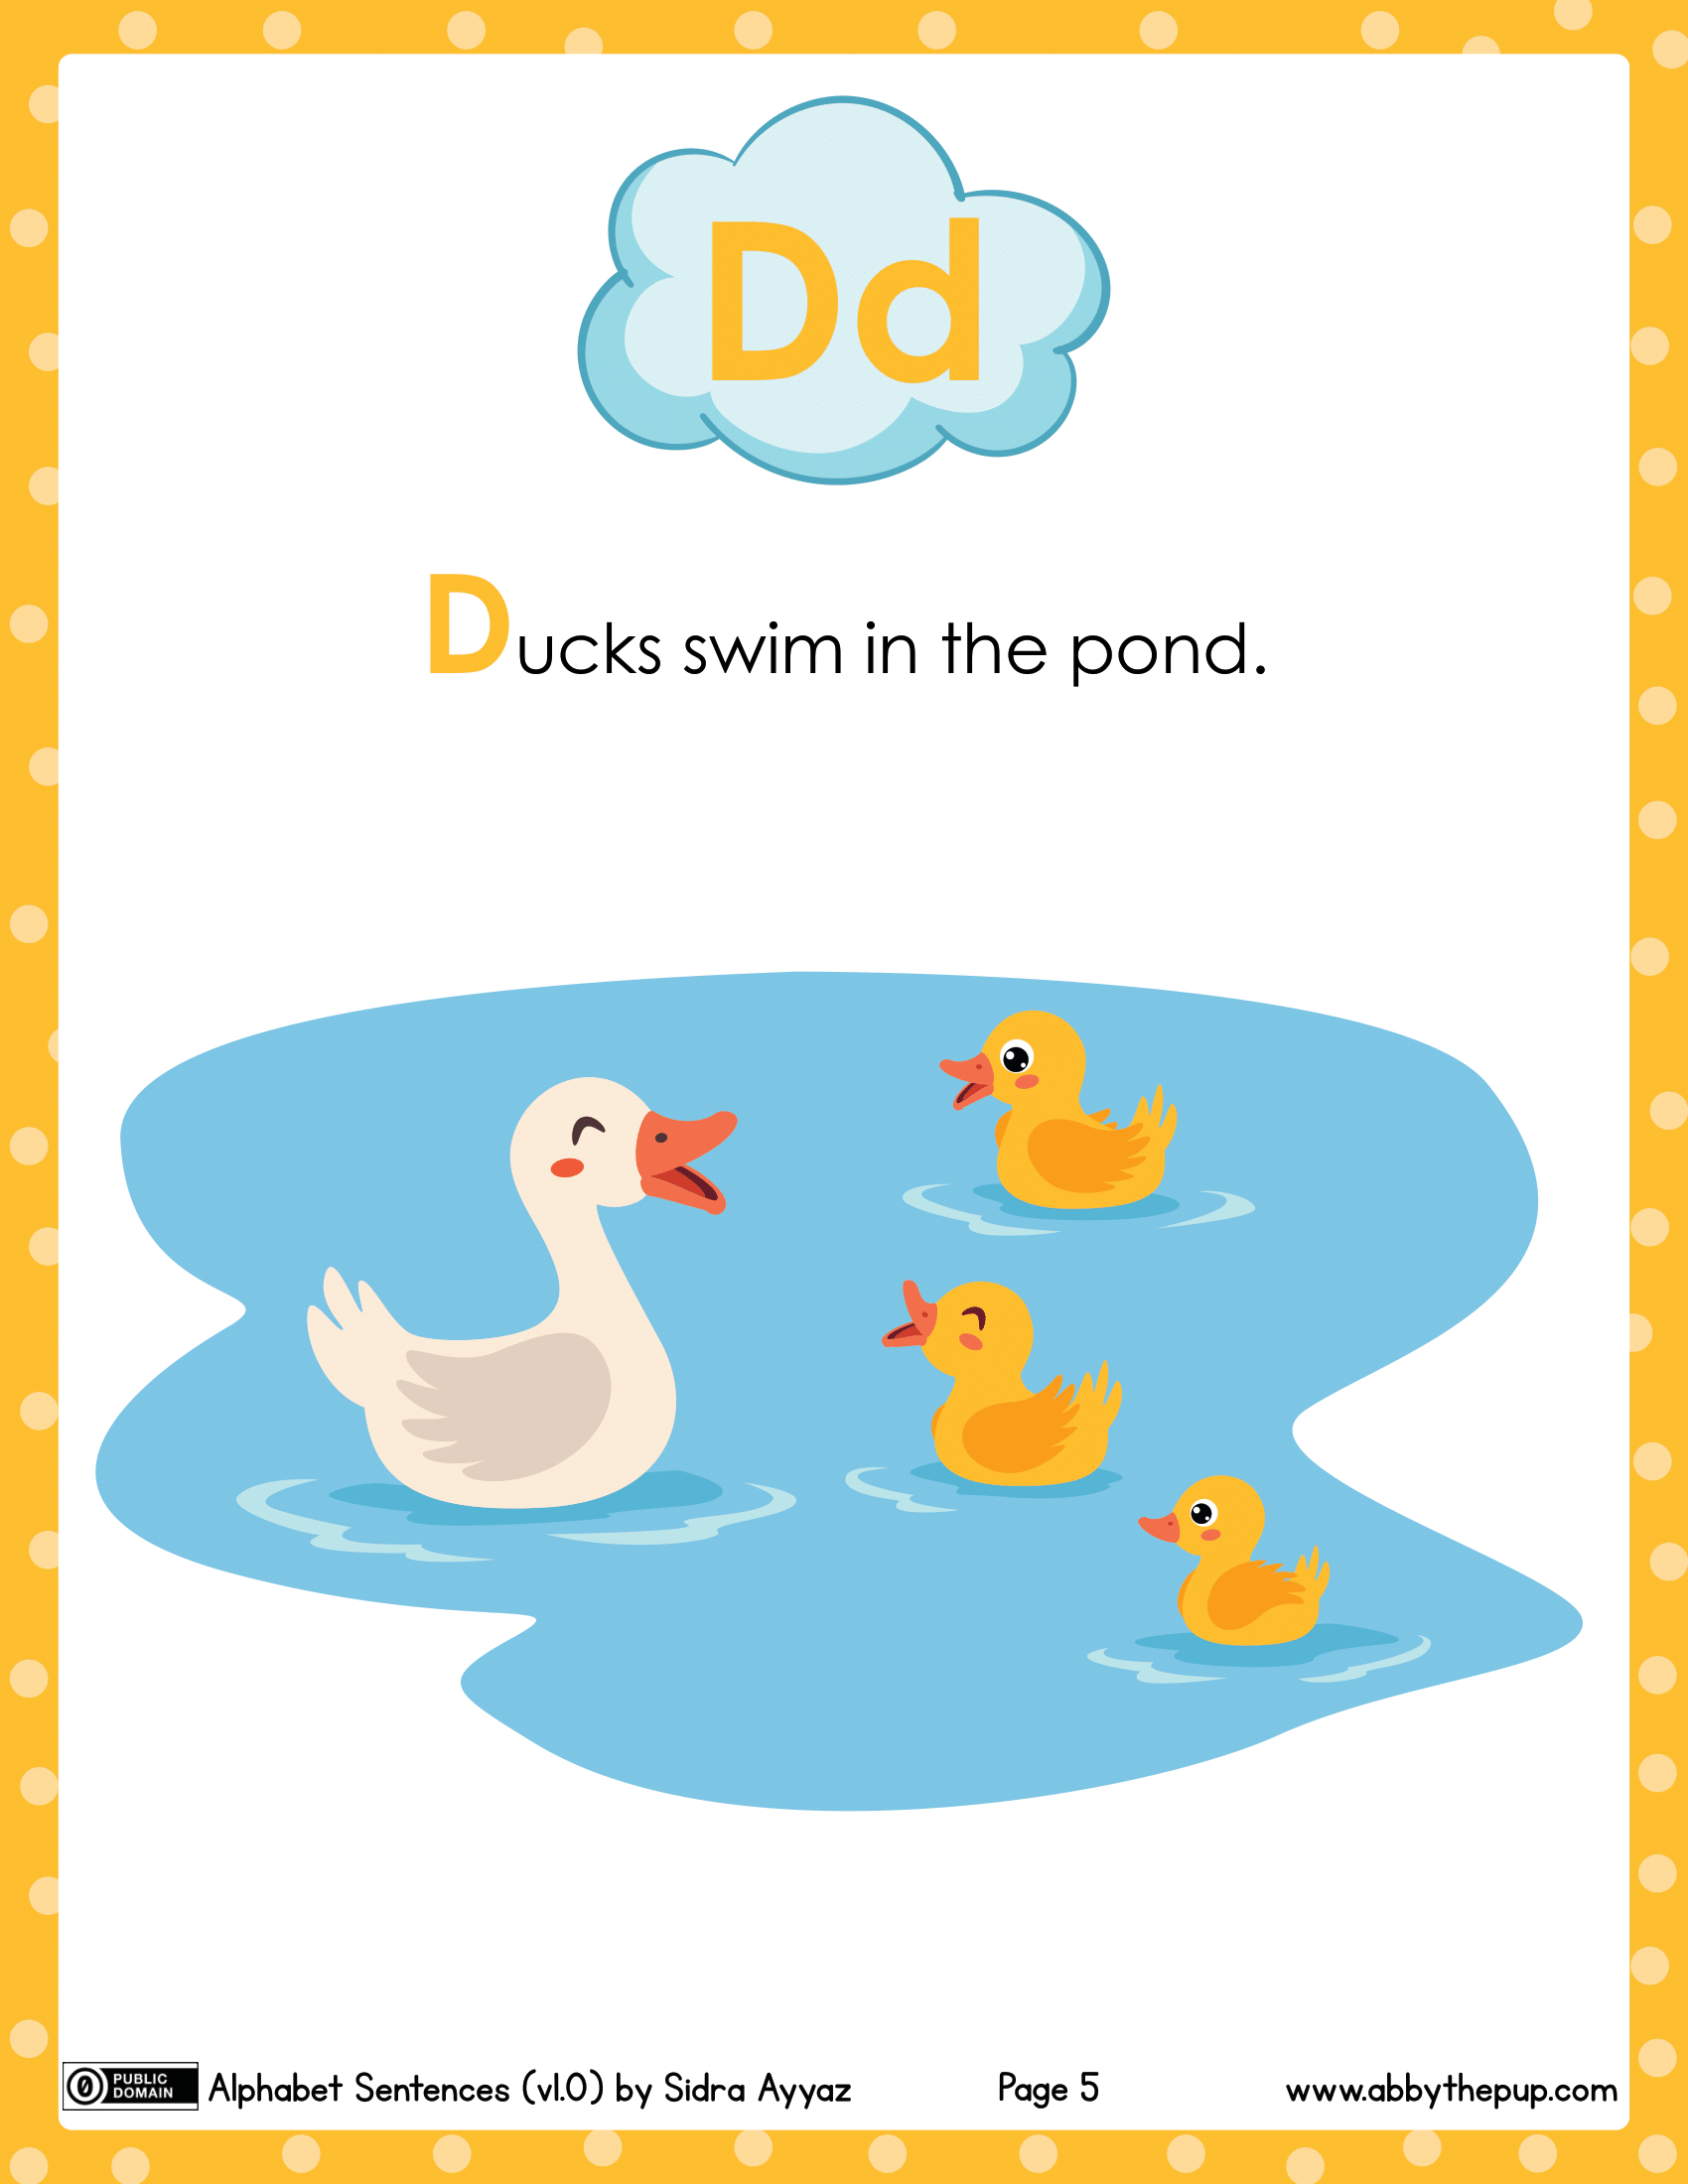 Dd
Ducks swim in the pond.
0 PUBLIC DOMAIN Alphabet Sentences (v1.0) by Sidra Ayyaz Page 5 www.abbythepup.com